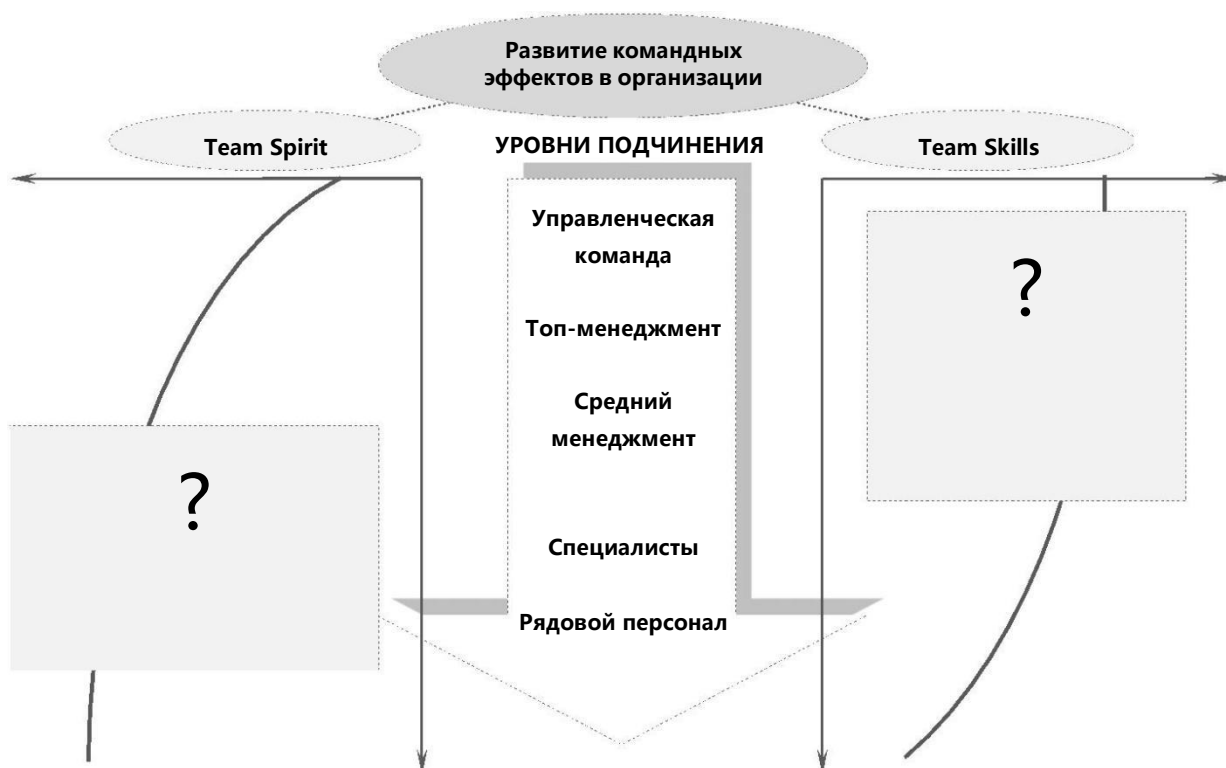 Развитие командных
эффектов в организации
Team Spirit
УРОВНИ ПОДЧИНЕНИЯ
Team Skills
Управленческая
команда
?
Топ-менеджмент
Средний
менеджмент
?
Специалисты
Рядовой персонал